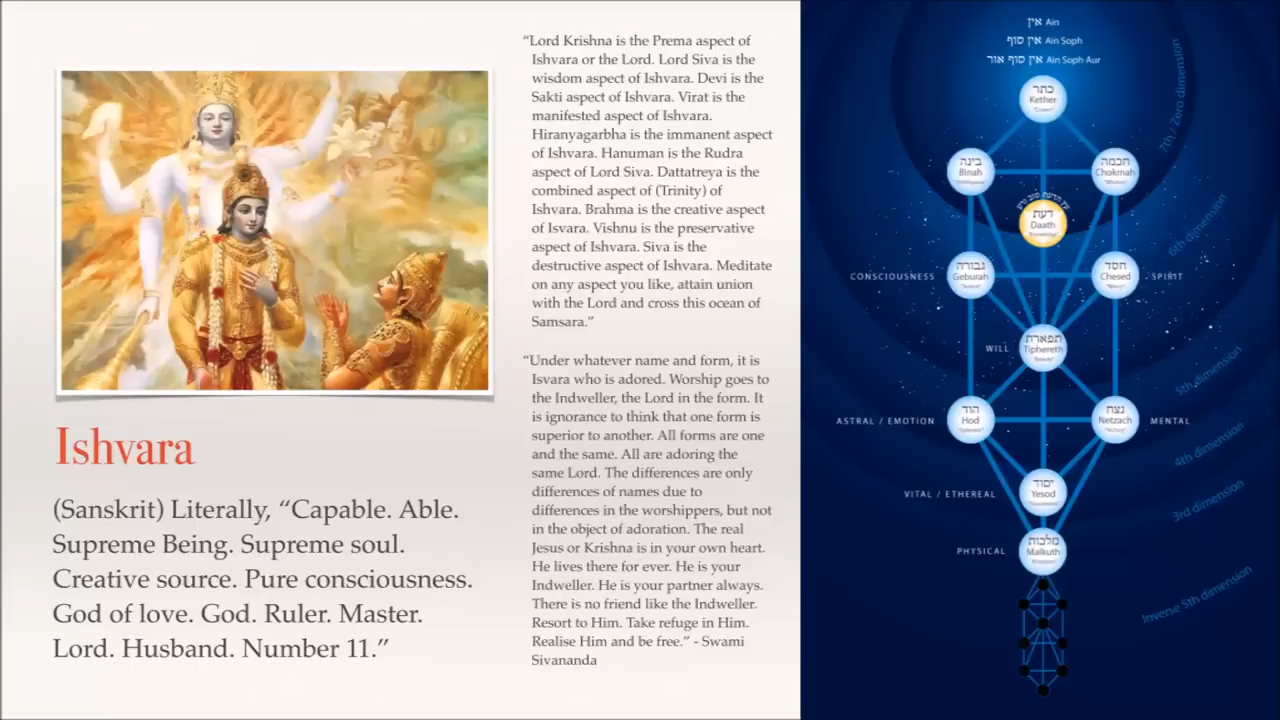 Ishvara
(Sanskrit) Literally, “Capable. Able.
Supreme Being. Supreme soul.
Creative source. Pure consciousness.
God of love. God. Ruler. Master.
Lord. Husband. Number 11.”
“Lord Krishna is the Prema aspect of
Ishvara or the Lord. Lord Siva is the
wisdom aspect of Ishvara. Devi is the
Sakti aspect of Ishvara. Virat is the
manifested aspect of Ishvara.
Hiranyagarbha is the immanent aspect
of Ishvara. Hanuman is the Rudra
aspect of Lord Siva. Dattatreya is the
combined aspect of (Trinity) of
Ishvara. Brahma is the creative aspect
of Isvara. Vishnu is the preservative
aspect of Ishvara. Siva is the
destructive aspect of Ishvara. Meditate
on any aspect you like, attain union
with the Lord and cross this ocean of
Samsara.”
“Under whatever name and form, it is
Isvara who is adored. Worship goes to
the Indweller, the Lord in the form. It
is ignorance to think that one form is
superior to another. All forms are one
and the same. All are adoring the
same Lord. The differences are only
differences of names due to
differences in the worshippers, but not
in the object of adoration. The real
Jesus or Krishna is in your own heart.
He lives there for ever. He is your
Indweller. He is your partner always.
There is no friend like the Indweller.
Resort to Him. Take refuge in Him.
Realise Him and be free.” - Swami
Sivananda
אין Ain
אין סוף Ain Soph
אין סוף אור Ain Soph Aur
כתר
Kether
"Crown"
בינה
Binah
"Intelligence"
חכמה
Chokmah
"Wisdom"
עץ הדעת טוב ורע
דעת
Daath
"Knowledge"
CONSCIOUSNESS
גבורה
Geburah
"Justice"
חסד
Chesed
"Mercy"
SPIRIT
WILL
תפארת
Tiphereth
"Beauty"
ASTRAL / EMOTION
הוד
Hod
"Splendor"
נצח
Netzach
"Victory"
MENTAL
VITAL / ETHEREAL
יסוד
Yesod
"Foundation"
PHYSICAL
מלכות
Malkuth
"Kingdom"
7th / Zero dimension
6th dimension
5th dimension
4th dimension
3rd dimension
Inverse 5th dimension